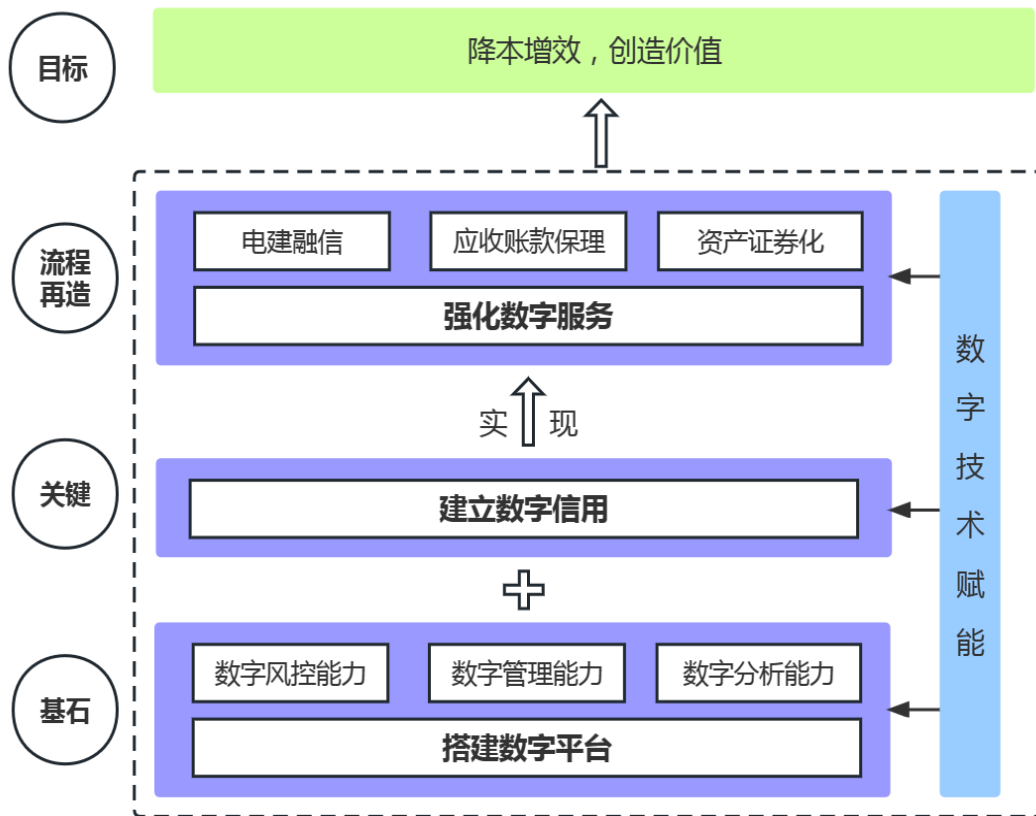 目标
降本增效，创造价值
流程
再造
电建融信
应收账款保理
资产证券化
强化数字服务
实现
关键
建立数字信用
基石
数字风控能力
数字管理能力
数字分析能力
搭建数字平台
数字技术赋能